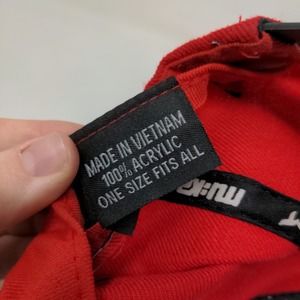 MADE IN VIETNAM
100% ACRYLIC
ONE SIZE FITS ALL